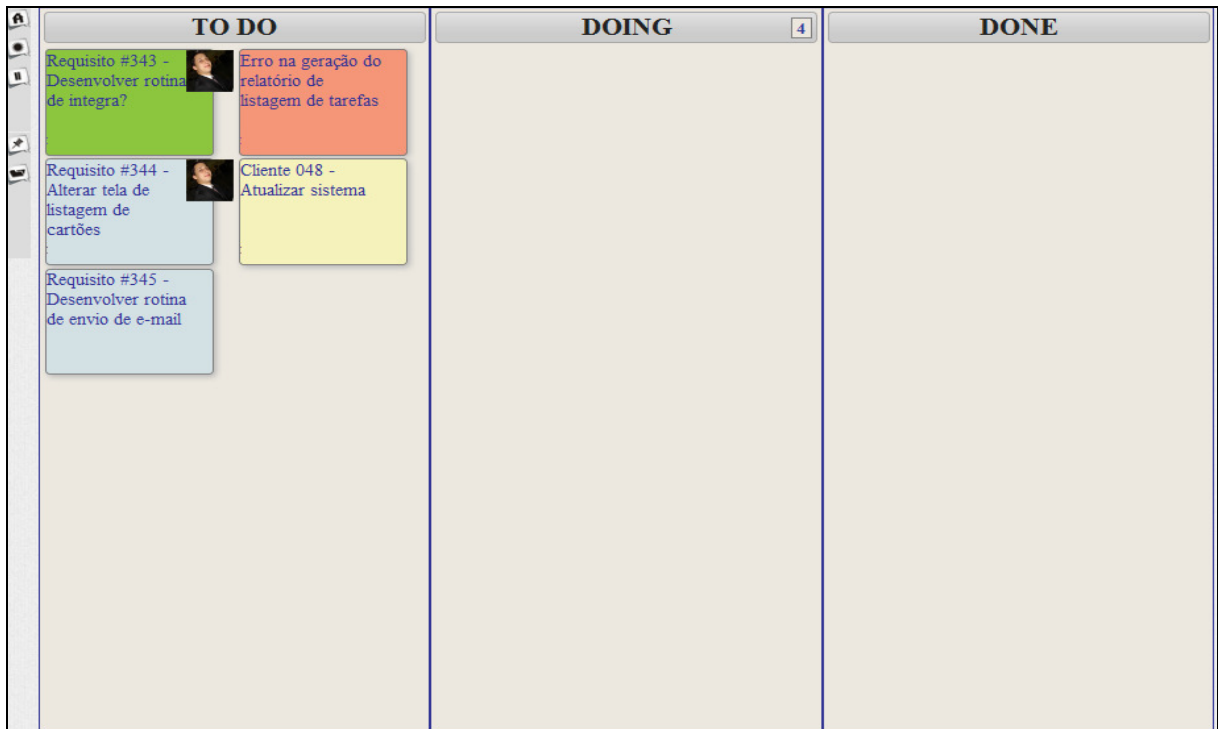 TO DO
DOING
4
DONE
Requisito #343 -
Desenvolver rotina
de integra?
Erro na geração do
relatório de
listagem de tarefas
Requisito #344 -
Alterar tela de
listagem de
cartões
Cliente 048 -
Atualizar sistema
Requisito #345 -
Desenvolver rotina
de envio de e-mail